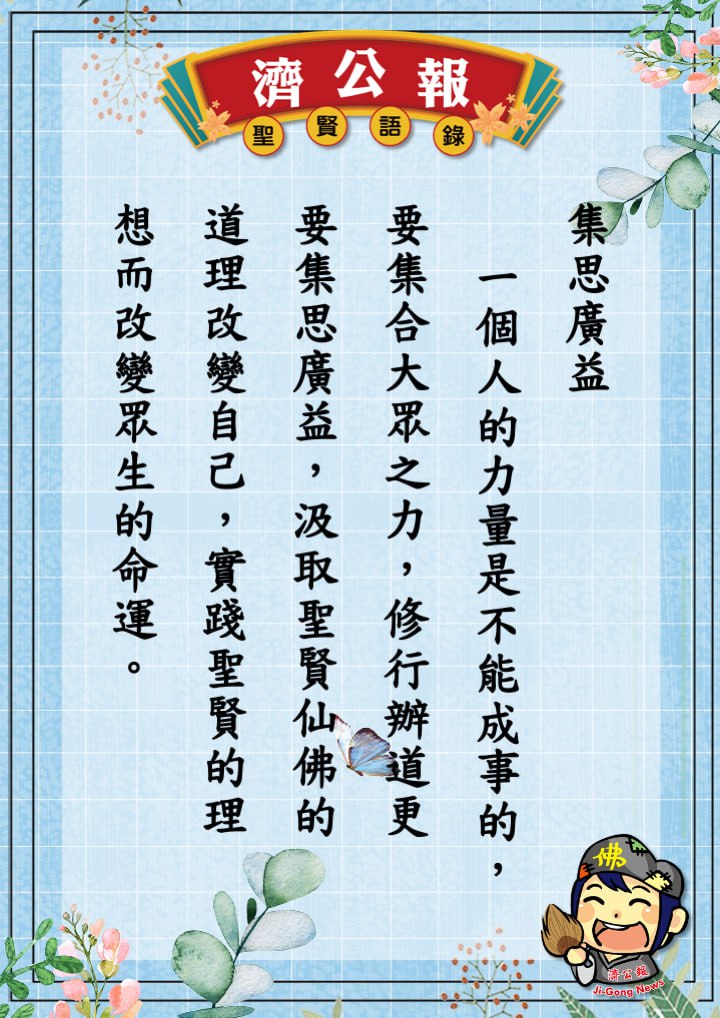 濟公報
聖賢語錄
集思廣益
一個人的力量是不能成事的，
要集合大眾之力，修行辦道更
要集思廣益，汲取聖賢仙佛的
道理改變自己，實踐聖賢的理
想而改變眾生的命運。
佛
濟公報
Ji-Gong News